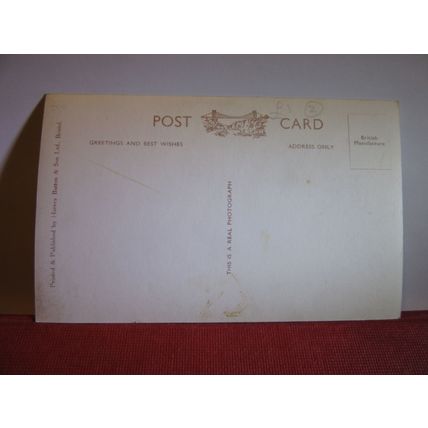 POST CARD
GREETINGS AND BEST WISHES
ADDRESS ONLY
British
Manufacture
THIS IS A REAL PHOTOGRAPH
Printed & Published by Harvey Barton & Son Ltd., Bristol.